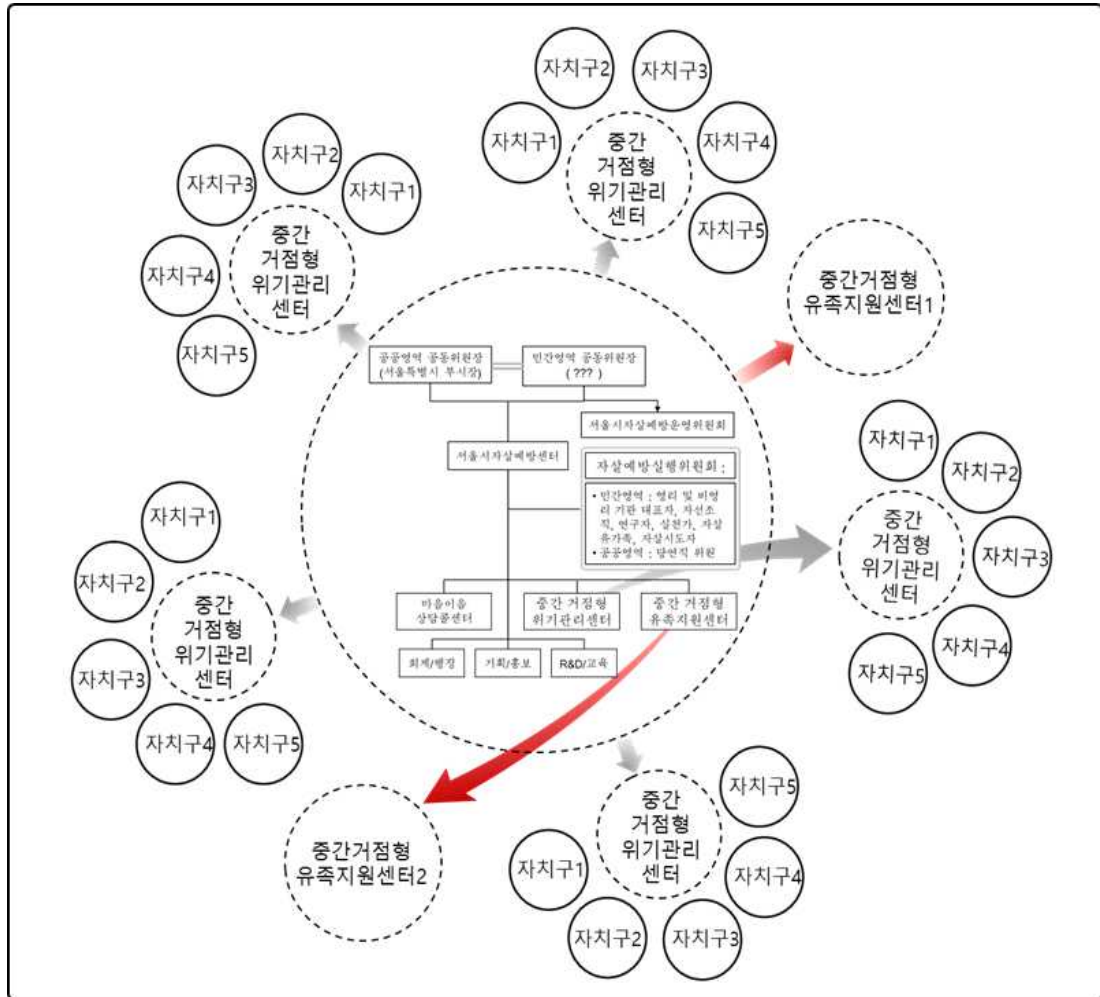 자치구2
자치구3
자치구1
자치구4
자치구5
중간
거점형
위기관리
센터
자치구2
자치구3
자치구1
자치구4
자치구5
중간
거점형
위기관리
센터
중간거점형
유족지원센터1
공공영역 공동위원장
(서울특별시 부시장)
민간영역 공동위원장
( ??? )
서울시자살예방운영위원회
서울시자살예방센터
자살예방실행위원회 :
• 민간영역 : 영리 및 비영
리 기관 대표자, 자선조
직, 연구자, 실천가, 자살
유가족, 자살시도자
• 공공영역 : 당연직 위원
마음이음
상담콜센터
중간 거점형
위기관리센터
중간 거점형
유족지원센터
회계/행정
기획/홍보
R&D/교육
자치구1
자치구2
자치구3
자치구4
자치구5
중간
거점형
위기관리
센터
자치구1
자치구2
자치구3
자치구4
자치구5
중간
거점형
위기관리
센터
중간거점형
유족지원센터2
자치구5
자치구4
자치구1
자치구2
자치구3
중간
거점형
위기관리
센터